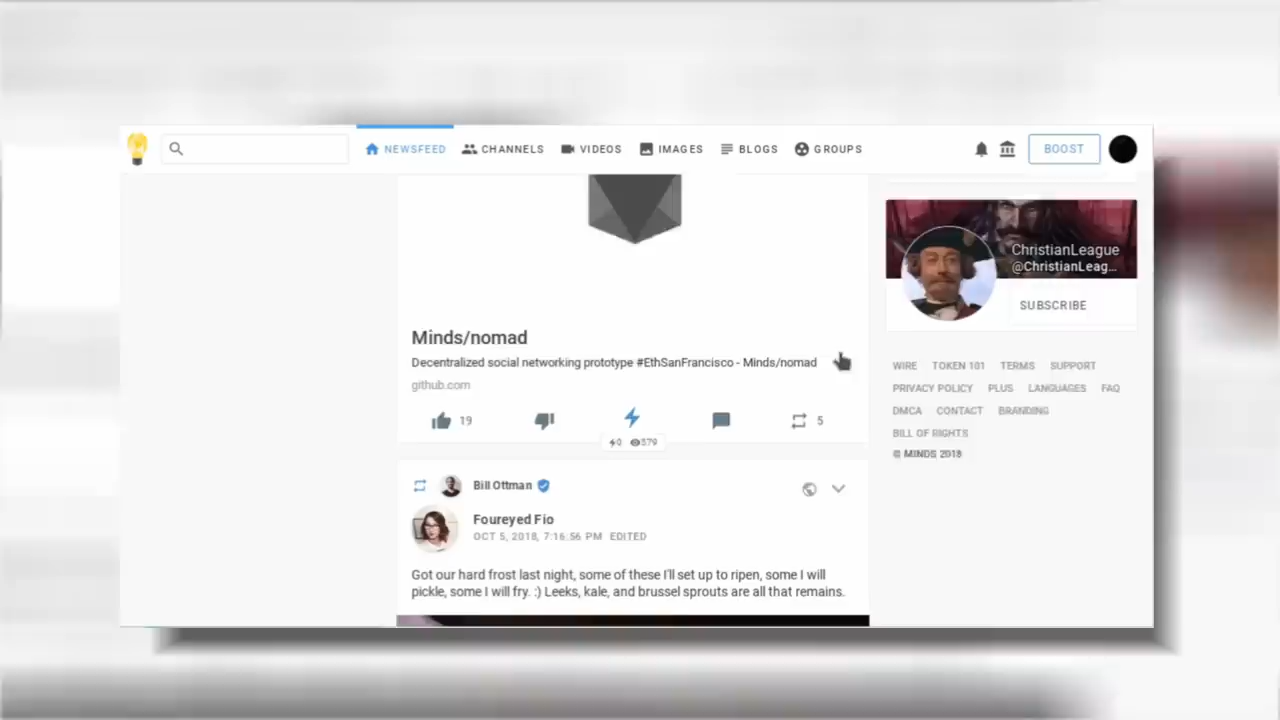 NEWSFEED CHANNELS VIDEOS IMAGES BLOGS GROUPS BOOST
ChristianLeague
@ChristianLeag...
SUBSCRIBE
Minds/nomad
Decentralized social networking prototype #EthSanFrancisco - Minds/nomad
github.com
19
5
0 579
Bill Ottman
Foureyed Fio
OCT 5, 2018, 7:16:56 PM EDITED
Got our hard frost last night, some of these I'll set up to ripen, some I will
pickle, some I will fry. :) Leeks, kale, and brussel sprouts are all that remains.
WIRE TOKEN 101 TERMS SUPPORT
PRIVACY POLICY PLUS LANGUAGES FAQ
DMCA CONTACT BRANDING
BILL OF RIGHTS
© MINDS 2018